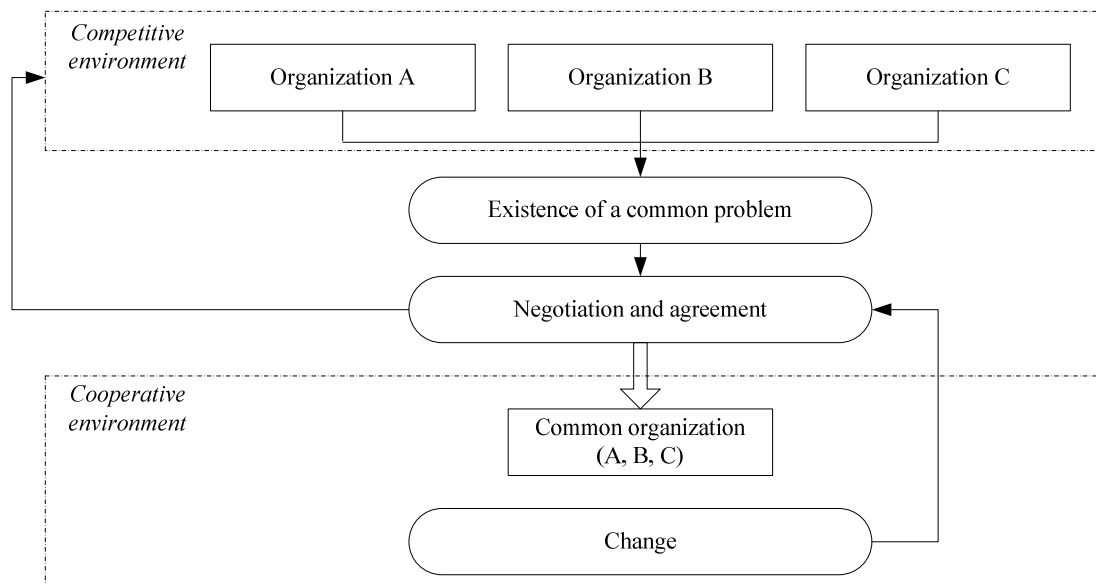 Competitive
environment
Organization A
Organization B
Organization C
Existence of a common problem
Negotiation and agreement
Cooperative
environment
Common organization
(A, B, C)
Change